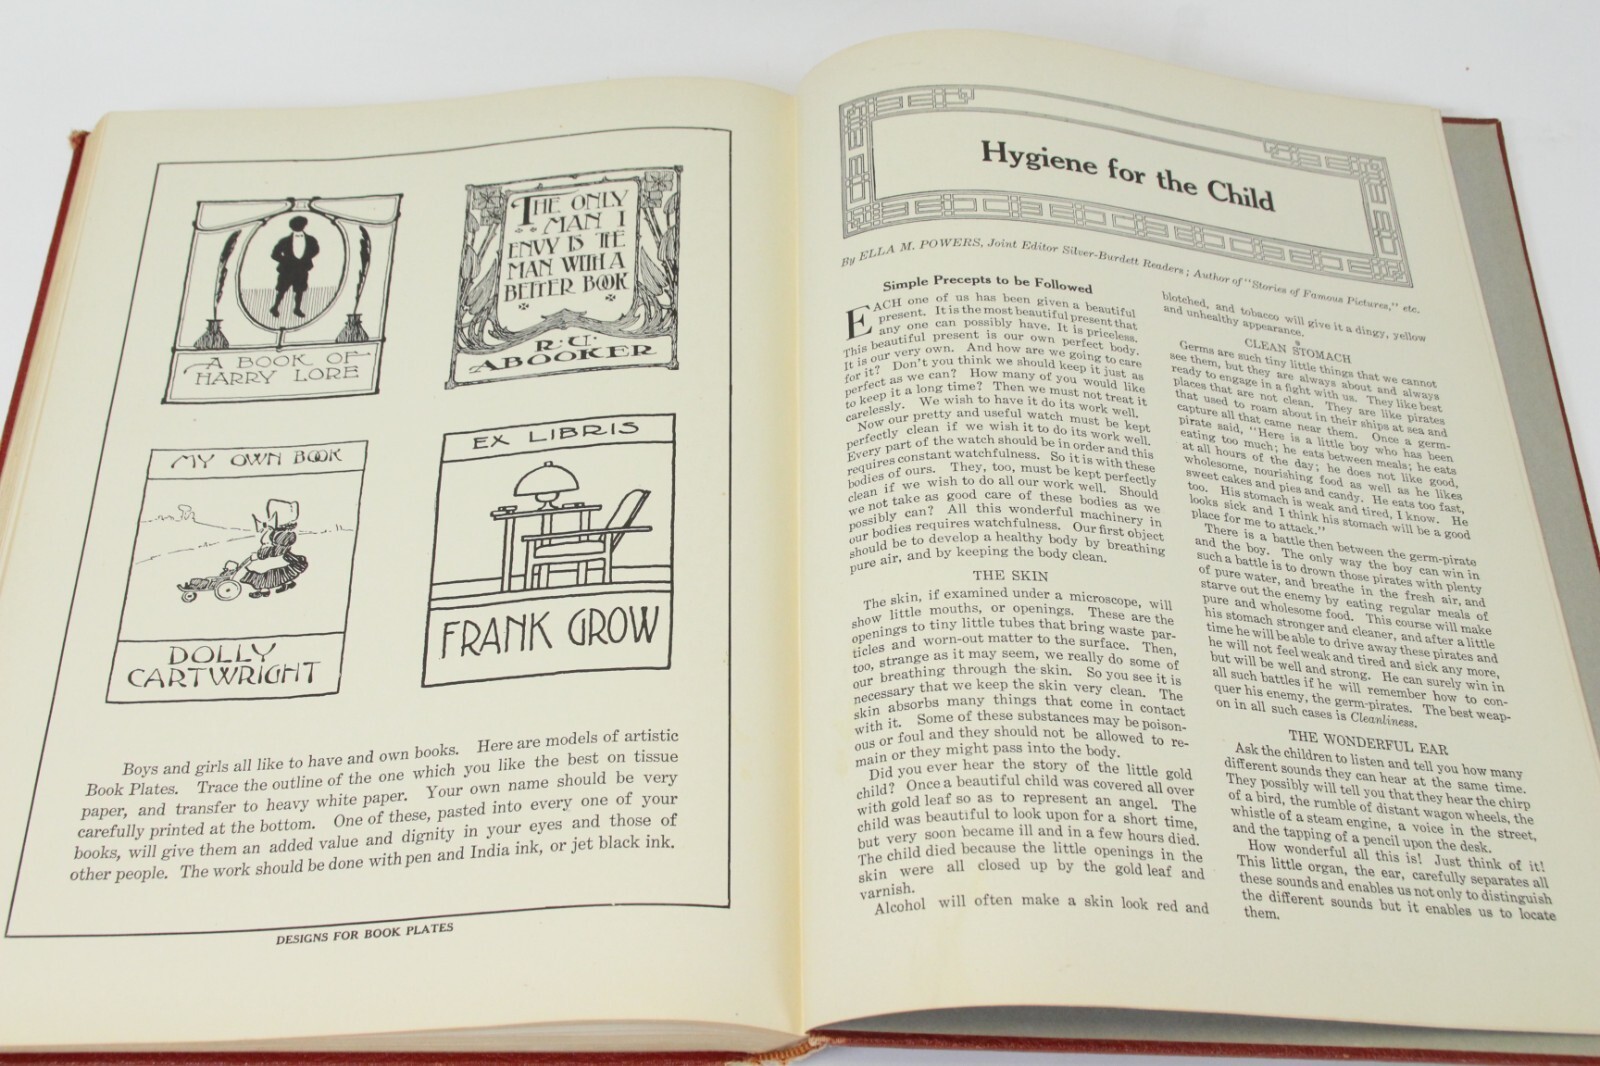 A BOOK OF
HARRY LORE
THE ONLY
MAN I
ENVY IS THE
MAN WITH A
BETTER BOOK
R. U.
ABOOKER
MY OWN BOOK
DOLLY
CARTWRIGHT
EX LIBRIS
FRANK GROW
Boys and girls all like to have and own books. Here are models of artistic
Book Plates. Trace the outline of the one which you like the best on tissue
paper, and transfer to heavy white paper. Your own name should be very
carefully printed at the bottom. One of these, pasted into every one of your
books, will give them an added value and dignity in your eyes and those of
other people. The work should be done with pen and India ink, or jet black ink.
DESIGNS FOR BOOK PLATES
Hygiene for the Child
By ELLA M. POWERS, Joint Editor Silver-Burdett Readers; Author of "Stories of Famous Pictures," etc.
Simple Precepts to be Followed
EACH one of us has been given a beautiful
present. It is the most beautiful present that
any one can possibly have. It is priceless.
This beautiful present is our own perfect body.
It is our very own. And how are we going to care
for it? Don't you think we should keep it just as
perfect as we can? How many of you would like
to keep it a long time? Then we must not treat it
carelessly. We wish to have it do its work well.
Now our pretty and useful watch must be kept
perfectly clean if we wish it to do its work well.
Every part of the watch should be in order and this
requires constant watchfulness. So it is with these
bodies of ours. They, too, must be kept perfectly
clean if we wish to do all our work well. Should
we not take as good care of these bodies as we
possibly can? All this wonderful machinery in
our bodies requires watchfulness. Our first object
should be to develop a healthy body by breathing
pure air, and by keeping the body clean.
THE SKIN
The skin, if examined under a microscope, will
show little mouths, or openings. These are the
openings to tiny little tubes that bring waste par-
ticles and worn-out matter to the surface. Then,
too, strange as it may seem, we really do some of
our breathing through the skin. So you see it is
necessary that we keep the skin very clean. The
skin absorbs many things that come in contact
with it. Some of these substances may be poison-
ous or foul and they should not be allowed to re-
main or they might pass into the body.
Did you ever hear the story of the little gold
child? Once a beautiful child was covered all over
with gold leaf so as to represent an angel. The
child was beautiful to look upon for a short time,
but very soon became ill and in a few hours died.
The child died because the little openings in the
skin were all closed up by the gold leaf and
varnish.
Alcohol will often make a skin look red and
blotched, and tobacco will give it a dingy, yellow
and unhealthy appearance.
CLEAN STOMACH
Germs are such tiny little things that we cannot
see them, but they are always about and always
ready to engage in a fight with us. They like best
places that are not clean. They are like pirates
that used to roam about in their ships at sea and
capture all that came near them. Once a germ-
pirate said, "Here is a little boy who has been
eating too much; he eats between meals; he eats
at all hours of the day; he does not like good,
wholesome, nourishing food as well as he likes
sweet cakes and pies and candy. He eats too fast,
too. His stomach is weak and tired, I know. He
looks sick and I think his stomach will be a good
place for me to attack."
There is a battle then between the germ-pirate
and the boy. The only way the boy can win in
such a battle is to drown those pirates with plenty
of pure water, and breathe in the fresh air, and
starve out the enemy by eating regular meals of
pure and wholesome food. This course will make
his stomach stronger and cleaner, and after a little
time he will be able to drive away these pirates and
he will not feel weak and tired and sick any more,
but will be well and strong. He can surely win in
all such battles if he will remember how to con-
quer his enemy, the germ-pirates. The best weap-
on in all such cases is Cleanliness.
THE WONDERFUL EAR
Ask the children to listen and tell you how many
different sounds they can hear at the same time.
They possibly will tell you that they hear the chirp
of a bird, the rumble of distant wagon wheels, the
whistle of a steam engine, a voice in the street,
and the tapping of a pencil upon the desk.
How wonderful all this is! Just think of it!
This little organ, the ear, carefully separates all
these sounds and enables us not only to distinguish
the different sounds but it enables us to locate
them.